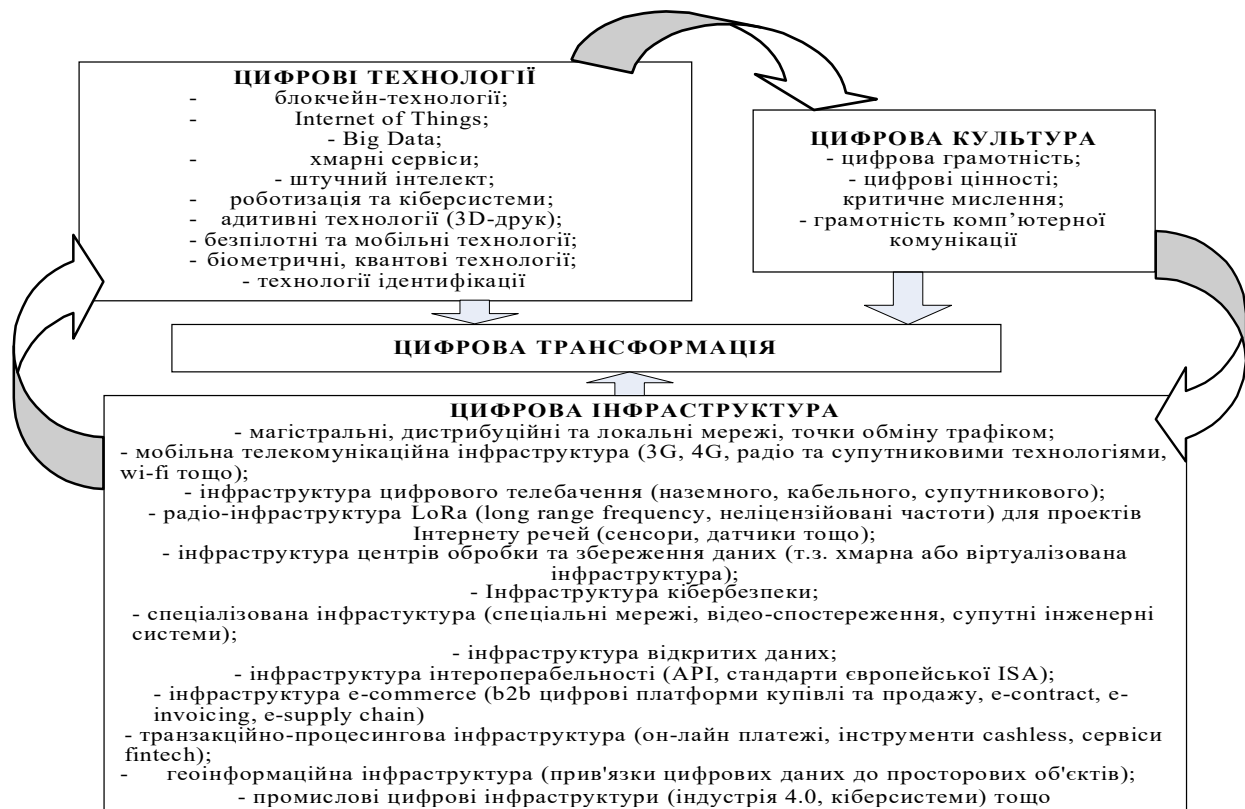 ЦИФРОВІ ТЕХНОЛОГІЇ
- блокчейн-технології;
- Internet of Things;
- Big Data;
- хмарні сервіси;
- штучний інтелект;
- роботизація та кіберсистеми;
- адитивні технології (3D-друк);
- безпілотні та мобільні технології;
- біометричні, квантові технології;
- технології ідентифікації
ЦИФРОВА КУЛЬТУРА
- цифрова грамотність;
- цифрові цінності;
критичне мислення;
- грамотність комп’ютерної
комунікації
ЦИФРОВА ТРАНСФОРМАЦІЯ
ЦИФРОВА ІНФРАСТРУКТУРА
- магістральні, дистрибуційні та локальні мережі, точки обміну трафіком;
- мобільна телекомунікаційна інфраструктура (3G, 4G, радіо та супутниковими технологіями,
wi-fi тощо);
- інфраструктура цифрового телебачення (наземного, кабельного, супутникового);
- радіо-інфраструктура LoRa (long range frequency, неліцензійовані частоти) для проектів
Інтернету речей (сенсори, датчики тощо);
- інфраструктура центрів обробки та збереження даних (т.з. хмарна або віртуалізована
інфраструктура);
- Інфраструктура кібербезпеки;
- спеціалізована інфрастуктура (спеціальні мережі, відео-спостереження, супутні інженерні
системи);
- інфраструктура відкритих даних;
- інфраструктура інтероперабельності (API, стандарти європейської ISA);
- інфраструктура e-commerce (b2b цифрові платформи купівлі та продажу, e-contract, e-
invoicing, e-supply chain)
- транзакційно-процесингова інфраструктура (он-лайн платежі, інструменти cashless, сервіси
fintech);
- геоінформаційна інфраструктура (прив'язки цифрових даних до просторових об'єктів);
- промислові цифрові інфраструктури (індустрія 4.0, кіберсистеми) тощо